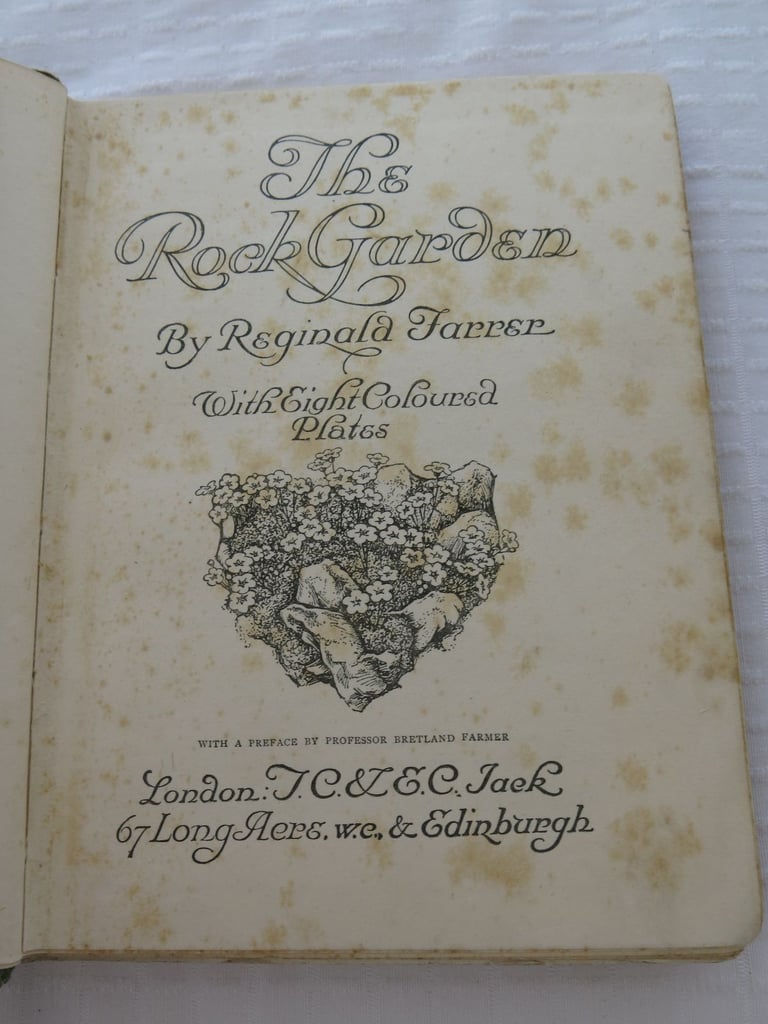 The
Rock Garden
By Reginald Farrer
With Eight Coloured
Plates
WITH A PREFACE BY PROFESSOR BRETLAND FARMER
London: T. C. & E. C. Jack
67 Long Acre, W.C., & Edinburgh